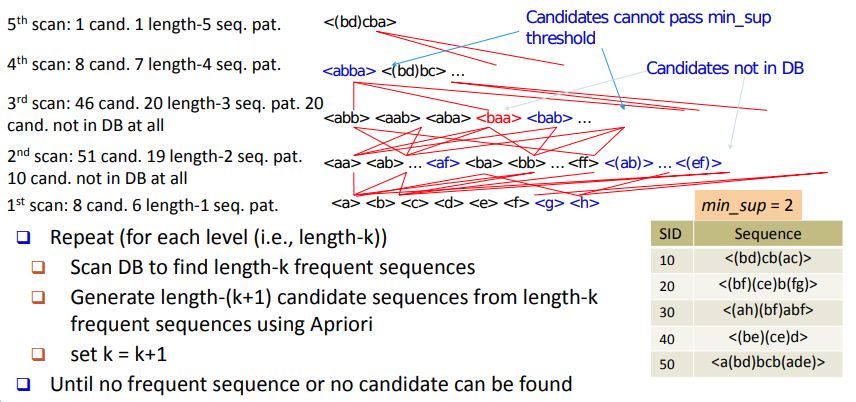 5th scan: 1 cand. 1 length-5 seq. pat.
<(bd)cba>
Candidates cannot pass min_sup
threshold
4th scan: 8 cand. 7 length-4 seq. pat.
<abba> <(bd)bc> ...
Candidates not in DB
3rd scan: 46 cand. 20 length-3 seq. pat. 20
cand. not in DB at all
<abb> <aab> <aba> <baa> <bab> ...
2nd scan: 51 cand. 19 length-2 seq. pat.
10 cand. not in DB at all
<aa> <ab> ... <af> <ba> <bb> ... <ff> <(ab)> ... <(ef)>
1st scan: 8 cand. 6 length-1 seq. pat.
<a> <b> <c> <d> <e> <f> <g> <h>
Repeat (for each level (i.e., length-k))
Scan DB to find length-k frequent sequences
Generate length-(k+1) candidate sequences from length-k
frequent sequences using Apriori
set k = k+1
Until no frequent sequence or no candidate can be found
min_sup = 2
SID Sequence
10 <(bd)cb(ac)>
20 <(bf)(ce)b(fg)>
30 <(ah)(bf)abf>
40 <(be)(ce)d>
50 <a(bd)bcb(ade)>